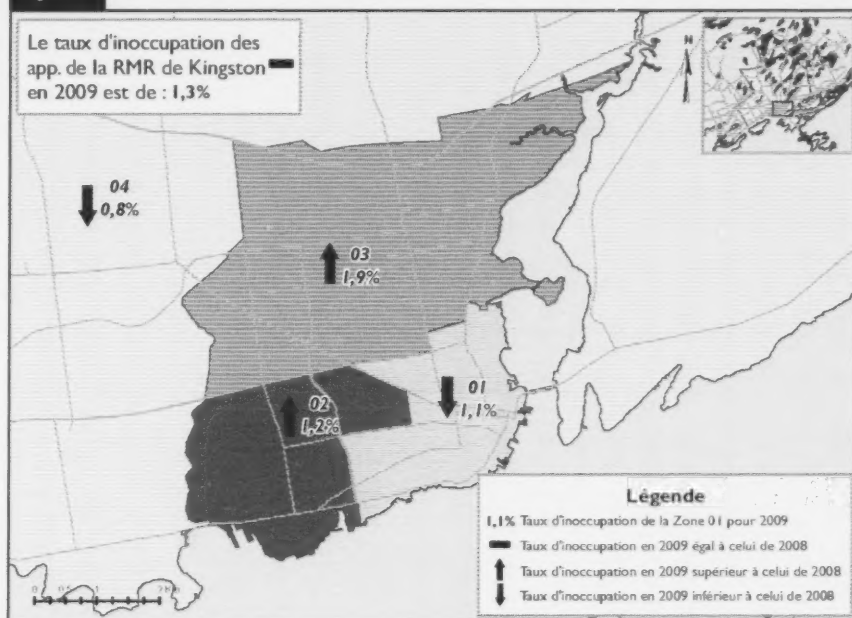 Le taux d'inoccupation des
app. de la RMR de Kingston
en 2009 est de : 1,3%
N
04
0,8%
03
1,9%
02
1,2%
01
1,1%
Légende
1,1% Taux d'inoccupation de la Zone 01 pour 2009
Taux d'inoccupation en 2009 égal à celui de 2008
Taux d'inoccupation en 2009 supérieur à celui de 2008
Taux d'inoccupation en 2009 inférieur à celui de 2008